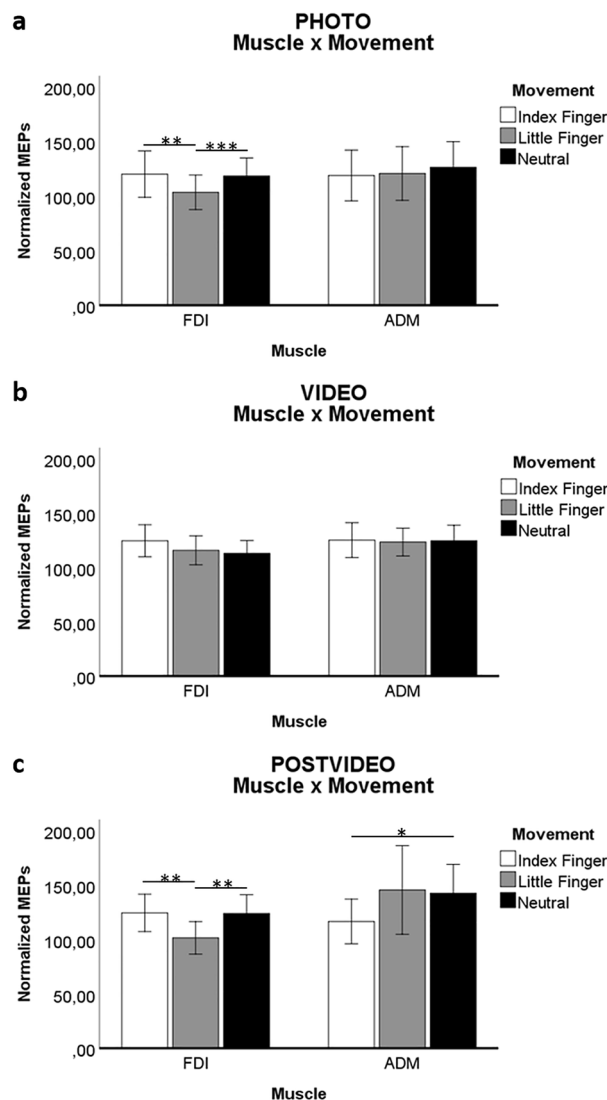 a
PHOTO
Muscle x Movement
Normalized MEPs
200,00
150,00
100,00
50,00
,00
** ***
FDI ADM
Muscle
Movement
Index Finger
Little Finger
Neutral
b
VIDEO
Muscle x Movement
Normalized MEPs
200,00
150,00
100,00
50,00
,00
FDI ADM
Muscle
Movement
Index Finger
Little Finger
Neutral
c
POSTVIDEO
Muscle x Movement
Normalized MEPs
200,00
150,00
100,00
50,00
,00
** ** *
FDI ADM
Muscle
Movement
Index Finger
Little Finger
Neutral